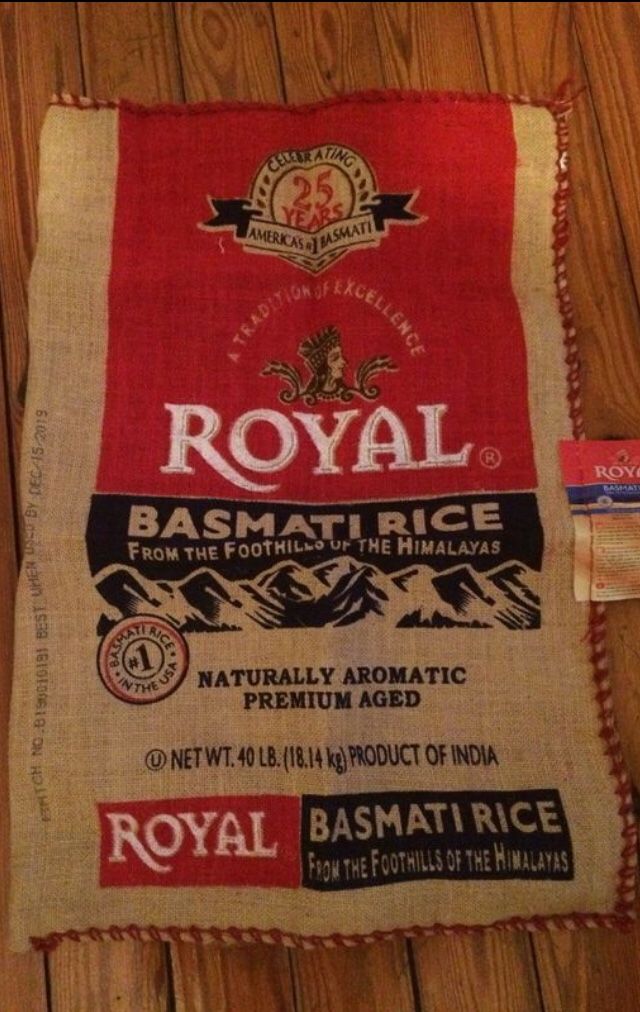 CELEBRATING
25
YEARS
AMERICA'S #1 BASMATI
A TRADITION OF EXCELLENCE
ROYAL®
BASMATI RICE
FROM THE FOOTHILLS OF THE HIMALAYAS
BASMATI RICE
#1
IN THE USA
NATURALLY AROMATIC
PREMIUM AGED
Ⓤ NET WT. 40 LB. (18.14 kg) PRODUCT OF INDIA
ROYAL
BASMATI RICE
FROM THE FOOTHILLS OF THE HIMALAYAS
BEST WHEN USED BY DEC/15/2019
ROYA
BASMAT